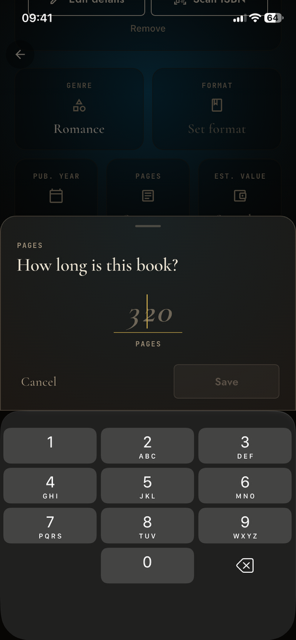 Edit details
Scan ISBN
09:41
64
Remove
GENRE
FORMAT
Romance
Set format
PUB. YEAR
PAGES
EST. VALUE
PAGES
How long is this book?
320
PAGES
Cancel
Save
1
2
3
ABC
DEF
4
5
6
GHI
JKL
MNO
7
8
9
PQRS
TUV
WXYZ
0